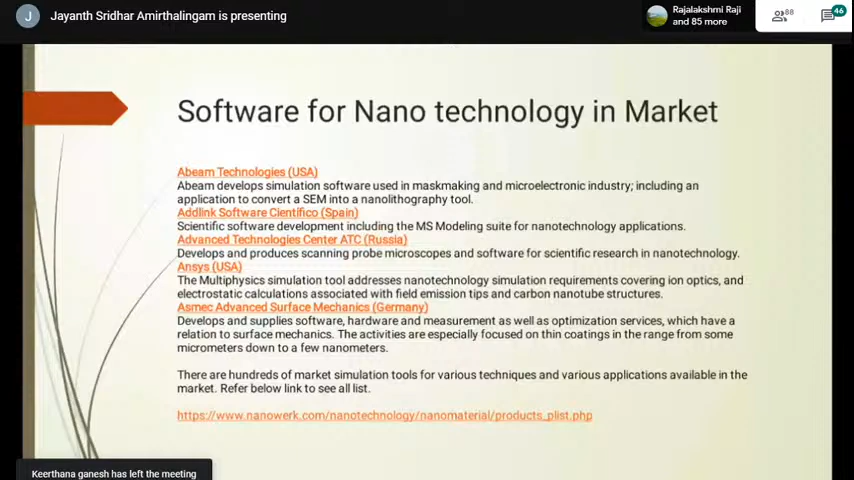 J
Jayanth Sridhar Amirthalingam is presenting
Rajalakshmi Raji
and 85 more
88
46
Software for Nano technology in Market
Abeam Technologies (USA)
Abeam develops simulation software used in maskmaking and microelectronic industry; including an
application to convert a SEM into a nanolithography tool.
Addlink Software Científico (Spain)
Scientific software development including the MS Modeling suite for nanotechnology applications.
Advanced Technologies Center ATC (Russia)
Develops and produces scanning probe microscopes and software for scientific research in nanotechnology.
Ansys (USA)
The Multiphysics simulation tool addresses nanotechnology simulation requirements covering ion optics, and
electrostatic calculations associated with field emission tips and carbon nanotube structures.
Asmec Advanced Surface Mechanics (Germany)
Develops and supplies software, hardware and measurement as well as optimization services, which have a
relation to surface mechanics. The activities are especially focused on thin coatings in the range from some
micrometers down to a few nanometers.
There are hundreds of market simulation tools for various techniques and various applications available in the
market. Refer below link to see all list.
https://www.nanowerk.com/nanotechnology/nanomaterial/products_plist.php
Keerthana ganesh has left the meeting